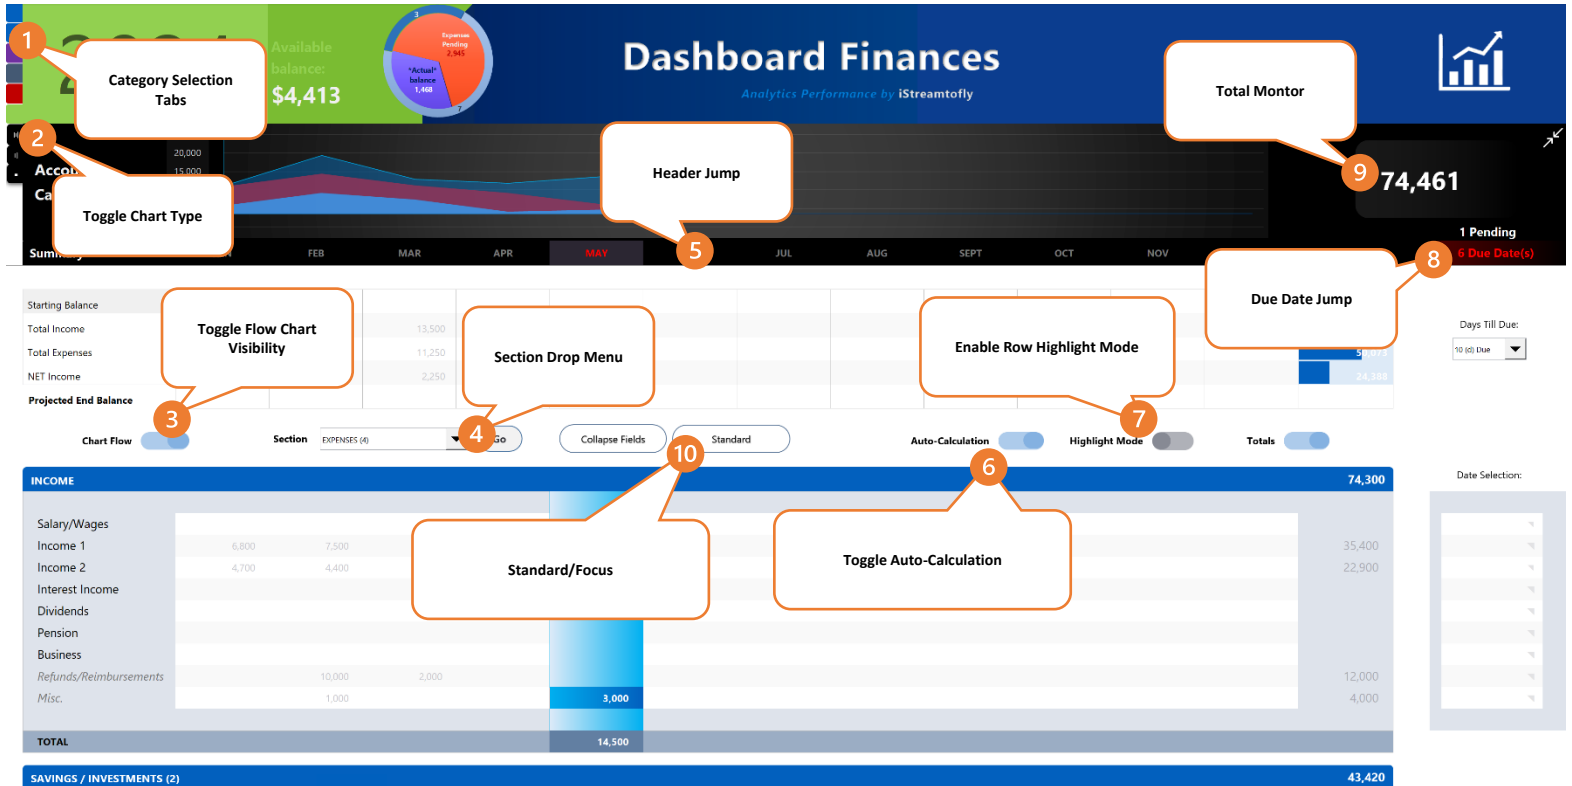 1
Category Selection
Tabs
Available
balance:
$4,413
3
Expenses
Pending
2,945
*Actual*
balance
1,468
7
Dashboard Finances
Analytics Performance by iStreamtofly
Total Montor
2
Toggle Chart Type
20,000
15,000
Header Jump
9
74,461
1 Pending
8
6 Due Date(s)
FEB
MAR
APR
MAY
5
JUL
AUG
SEPT
OCT
NOV
Due Date Jump
Starting Balance
Total Income
13,500
Total Expenses
11,250
50,073
NET Income
2,250
24,388
Projected End Balance
Toggle Flow Chart
Visibility
Section Drop Menu
Enable Row Highlight Mode
Days Till Due:
10 (d) Due
3
4
7
Chart Flow
Section
EXPENSES (4)
Go
Collapse Fields
Standard
Auto-Calculation
Highlight Mode
Totals
10
6
INCOME
74,300
Date Selection:
Salary/Wages
Income 1
6,800
7,500
35,400
Income 2
4,700
4,400
22,900
Interest Income
Dividends
Pension
Business
Refunds/Reimbursements
10,000
2,000
12,000
Misc.
1,000
3,000
4,000
Standard/Focus
Toggle Auto-Calculation
TOTAL
14,500
SAVINGS / INVESTMENTS (2)
43,420